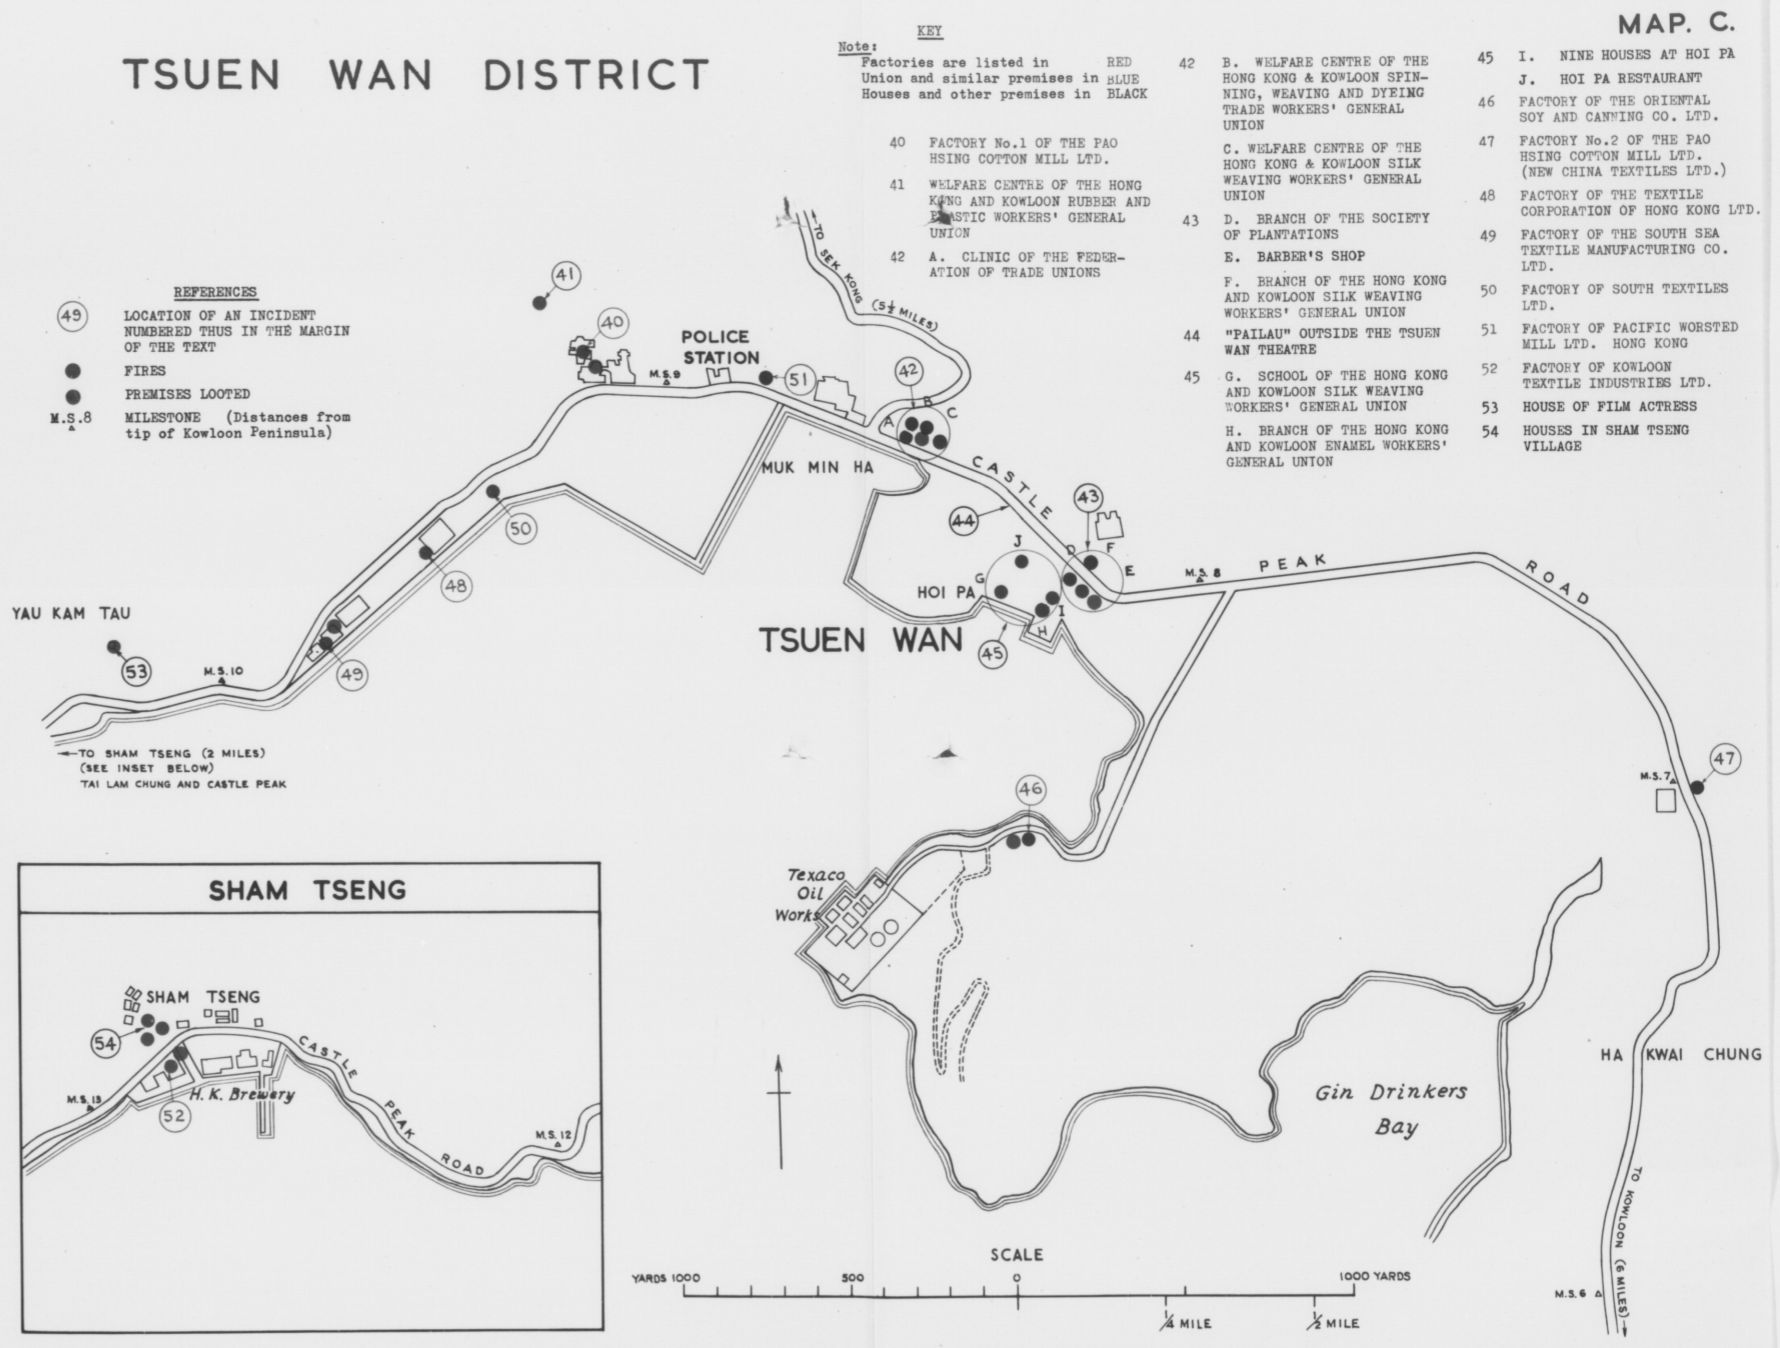 MAP. C.
TSUEN WAN DISTRICT
KEY
Note:
Factories are listed in RED
Union and similar premises in BLUE
Houses and other premises in BLACK
40 FACTORY No.1 OF THE PAO
HSING COTTON MILL LTD.
41 WELFARE CENTRE OF THE HONG
KONG AND KOWLOON RUBBER AND
PLASTIC WORKERS' GENERAL
UNION
42 A. CLINIC OF THE FEDER-
ATION OF TRADE UNIONS
42 B. WELFARE CENTRE OF THE
HONG KONG & KOWLOON SPIN-
NING, WEAVING AND DYEING
TRADE WORKERS' GENERAL
UNION
C. WELFARE CENTRE OF THE
HONG KONG & KOWLOON SILK
WEAVING WORKERS' GENERAL
UNION
43 D. BRANCH OF THE SOCIETY
OF PLANTATIONS
E. BARBER'S SHOP
F. BRANCH OF THE HONG KONG
AND KOWLOON SILK WEAVING
WORKERS' GENERAL UNION
44 "PAILAU" OUTSIDE THE TSUEN
WAN THEATRE
45 G. SCHOOL OF THE HONG KONG
AND KOWLOON SILK WEAVING
WORKERS' GENERAL UNION
H. BRANCH OF THE HONG KONG
AND KOWLOON ENAMEL WORKERS'
GENERAL UNION
45 I. NINE HOUSES AT HOI PA
J. HOI PA RESTAURANT
46 FACTORY OF THE ORIENTAL
SOY AND CANNING CO. LTD.
47 FACTORY No.2 OF THE PAO
HSING COTTON MILL LTD.
(NEW CHINA TEXTILES LTD.)
48 FACTORY OF THE TEXTILE
CORPORATION OF HONG KONG LTD.
49 FACTORY OF THE SOUTH SEA
TEXTILE MANUFACTURING CO.
LTD.
50 FACTORY OF SOUTH TEXTILES
LTD.
51 FACTORY OF PACIFIC WORSTED
MILL LTD. HONG KONG
52 FACTORY OF KOWLOON
TEXTILE INDUSTRIES LTD.
53 HOUSE OF FILM ACTRESS
54 HOUSES IN SHAM TSENG
VILLAGE
REFERENCES
49 LOCATION OF AN INCIDENT
NUMBERED THUS IN THE MARGIN
OF THE TEXT
FIRES
PREMISES LOOTED
M.S.8 MILESTONE (Distances from
tip of Kowloon Peninsula)
TO SEK KONG (5½ MILES)
41
40
POLICE
STATION
M.S.9
51
42
A B C
MUK MIN HA
CASTLE
PEAK
ROAD
44
43
D F
E
J
G
HOI PA
I
H
45
TSUEN WAN
M.S. 8
50
48
49
YAU KAM TAU
53
M.S.10
TO SHAM TSENG (2 MILES)
(SEE INSET BELOW)
TAI LAM CHUNG AND CASTLE PEAK
47
M.S.7
46
Texaco
Oil
Works
HA KWAI CHUNG
Gin Drinkers
Bay
TO KOWLOON (6 MILES)
M.S.6
SHAM TSENG
SHAM TSENG
54
CASTLE
PEAK
ROAD
H.K. Brewery
M.S.13
52
M.S.12
SCALE
YARDS 1000 500 0 1000 YARDS
1/4 MILE 1/2 MILE